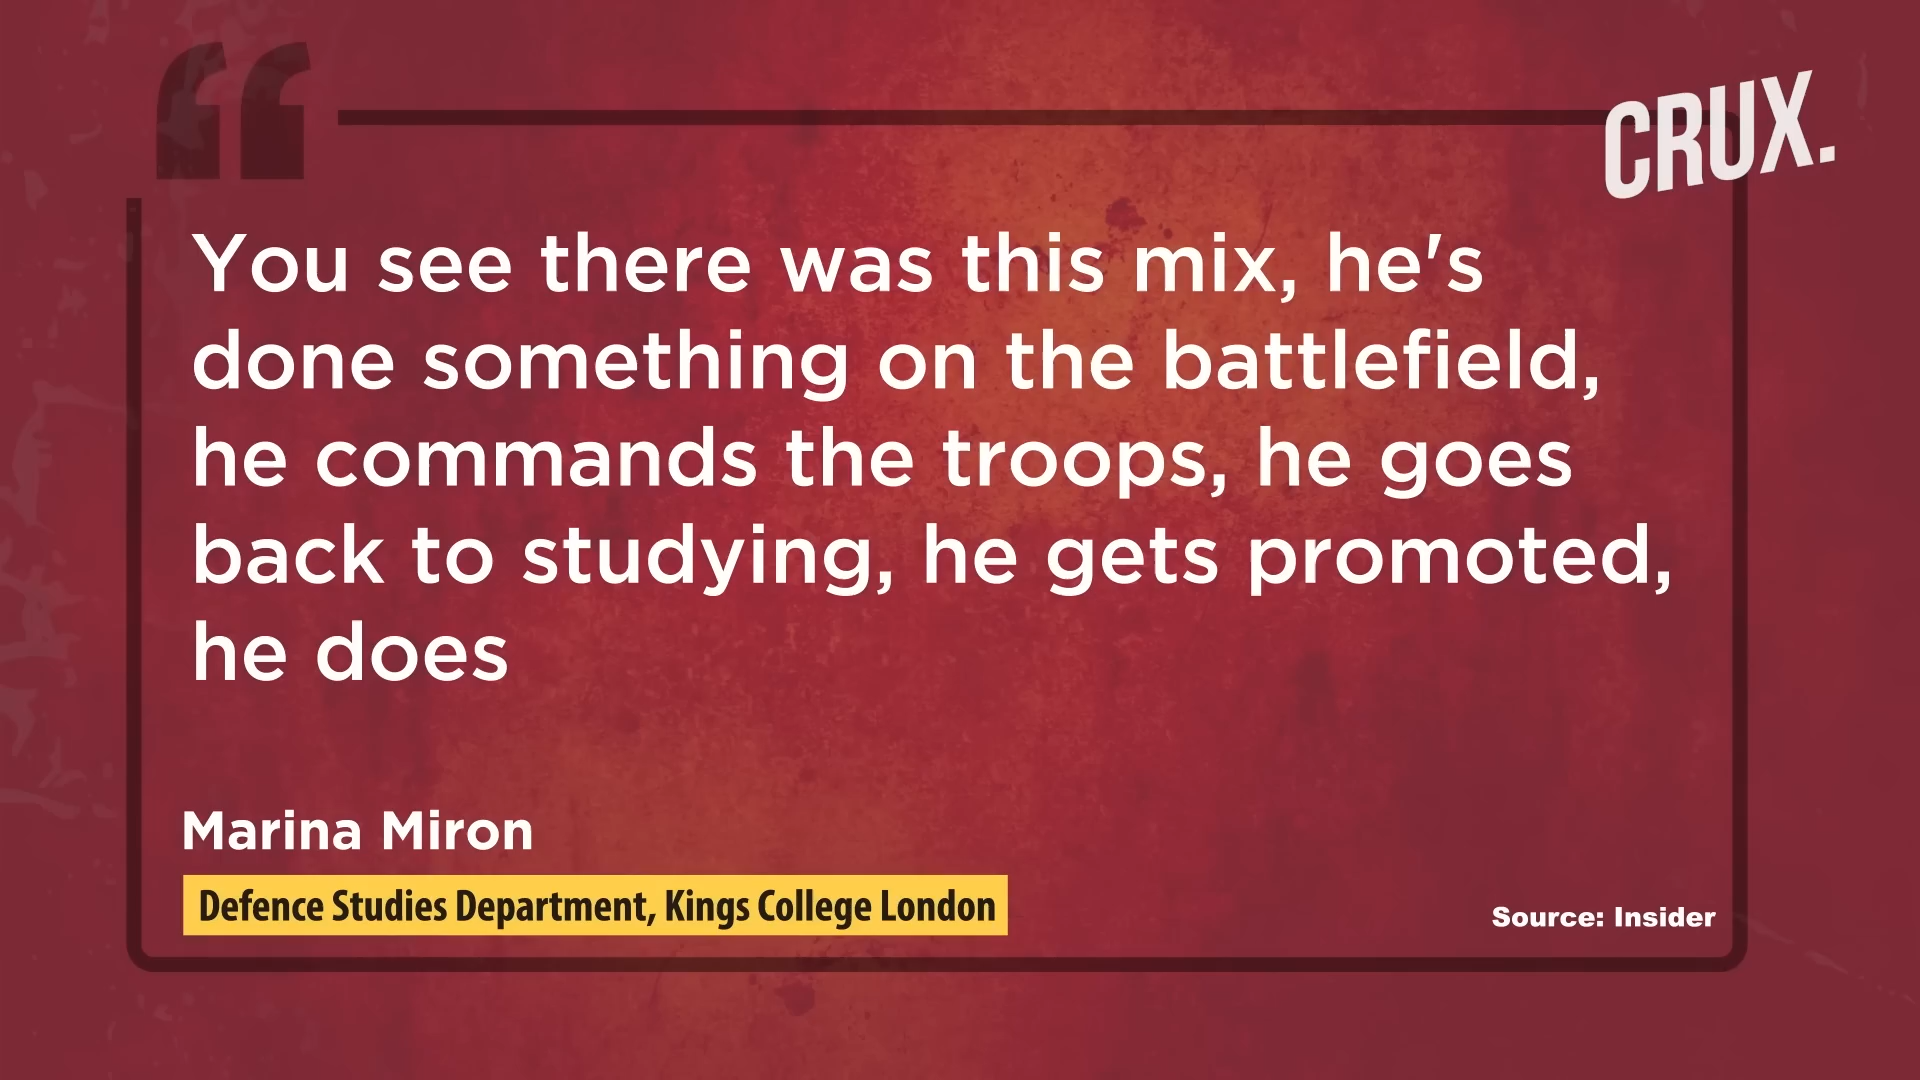 CRUX.
You see there was this mix, he's
done something on the battlefield,
he commands the troops, he goes
back to studying, he gets promoted,
he does
Marina Miron
Defence Studies Department, Kings College London
Source: Insider